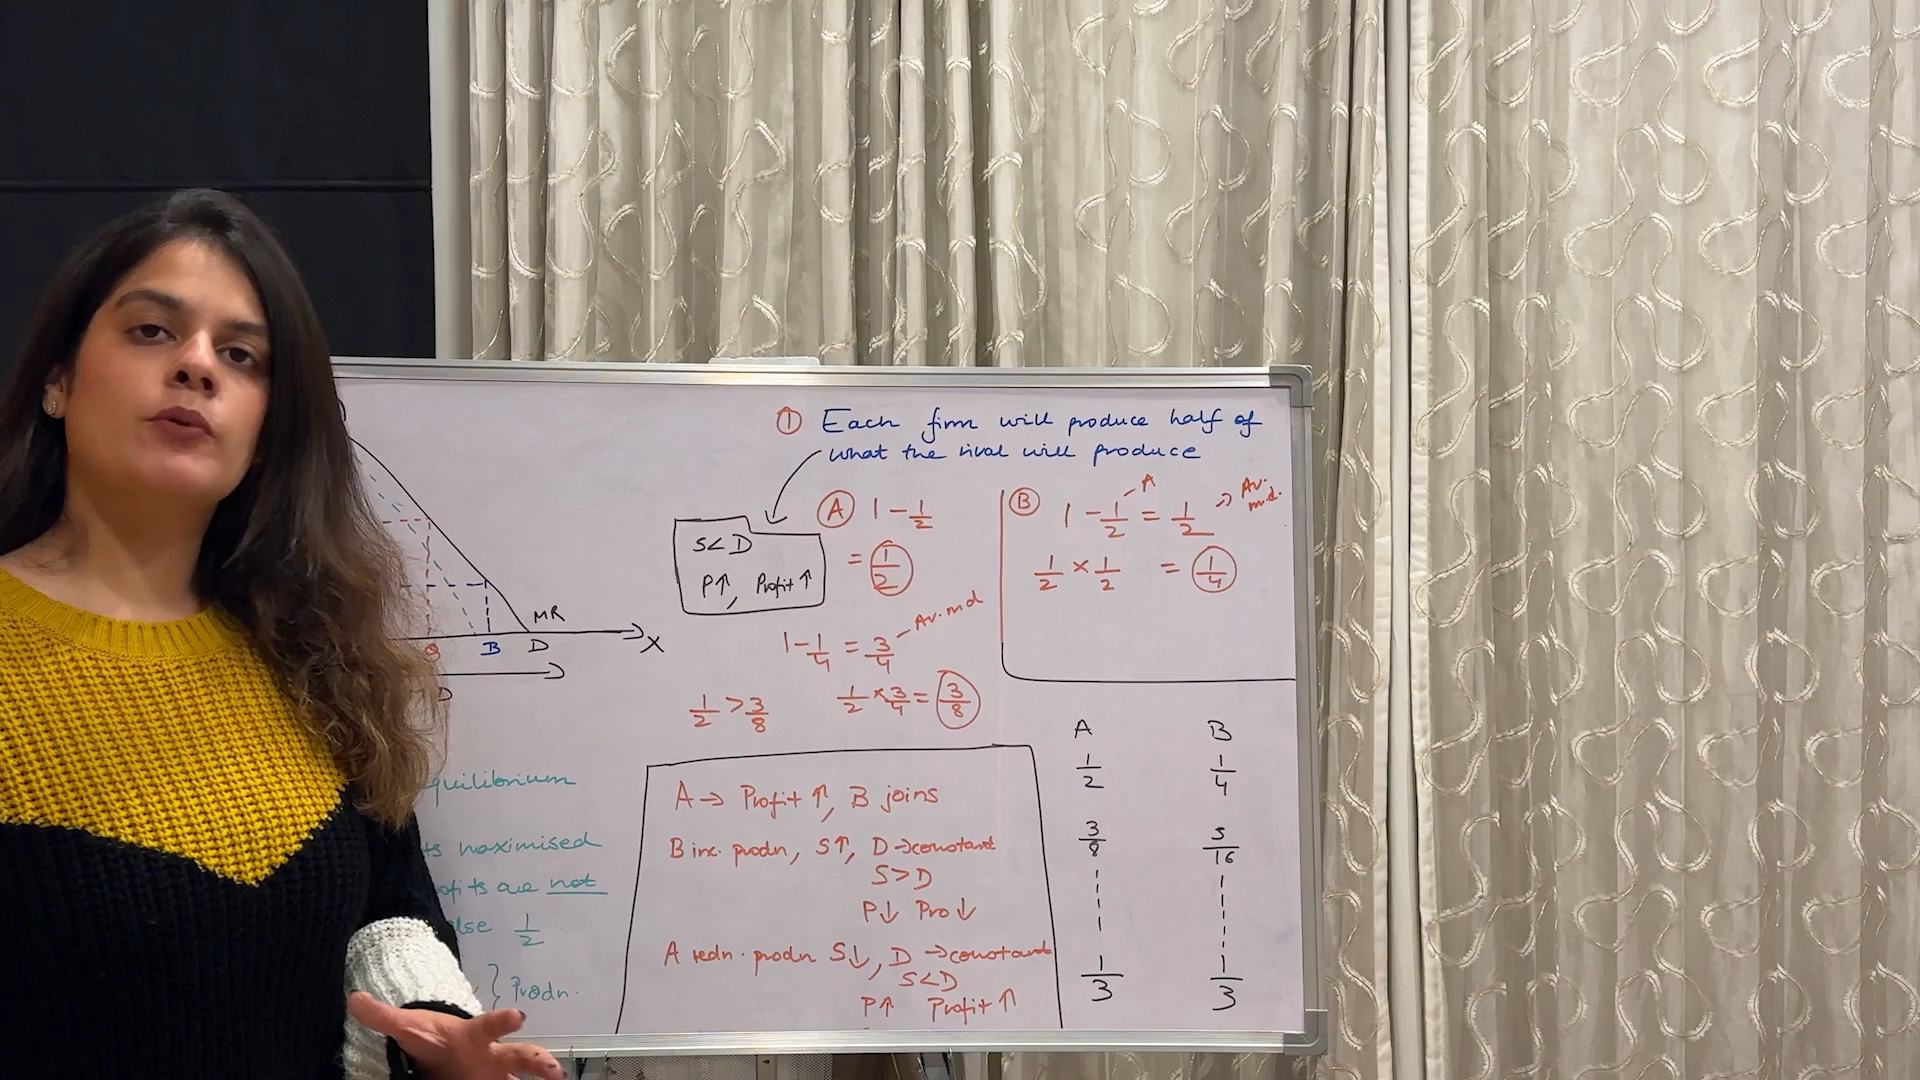 ① Each firm will produce half of
what the rival will produce
S<D
P↑, Profit↑
Ⓐ 1 - 1/2
= 1/2
1 - 1/4 = 3/4 - Av. md
1/2 > 3/8
1/2 × 3/4 = 3/8
Ⓑ 1 - 1/2 = 1/2 → Av. m.d.
A
1/2 × 1/2 = 1/4
MR
Q B D X
D
quilibrium
ts maximised
ofits are not
else 1/2
} Prodn.
A → Profit ↑, B joins
B inc. prodn, S↑, D → constant
S>D
P↓ Pro↓
A redn. prodn S↓, D → constant
S<D
P↑ Profit ↑
A B
1/2 1/4
3/8 5/16
1/3 1/3